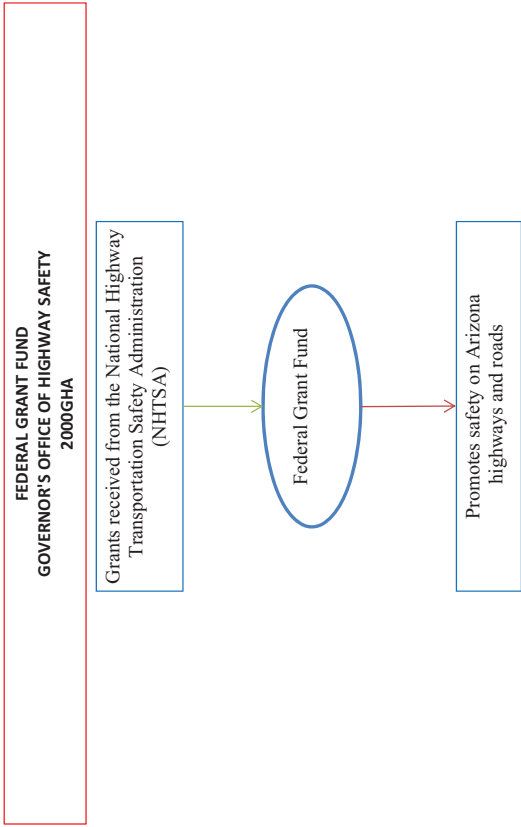 FEDERAL GRANT FUND
GOVERNOR'S OFFICE OF HIGHWAY SAFETY
2000GHA
Grants received from the National Highway
Transportation Safety Administration
(NHTSA)
Federal Grant Fund
Promotes safety on Arizona
highways and roads